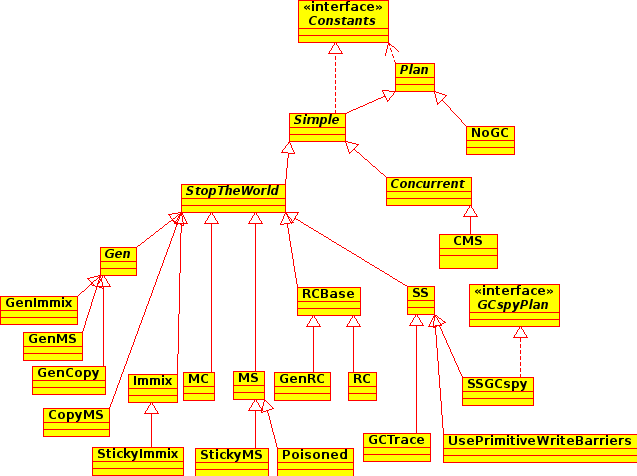 «interface»
Constants
Plan
Simple
NoGC
Concurrent
StopTheWorld
CMS
Gen
RCBase
SS
«interface»
GCspyPlan
GenImmix
GenMS
GenCopy
Immix
MC
MS
GenRC
RC
SSGCspy
CopyMS
GCTrace
UsePrimitiveWriteBarriers
StickyImmix
StickyMS
Poisoned